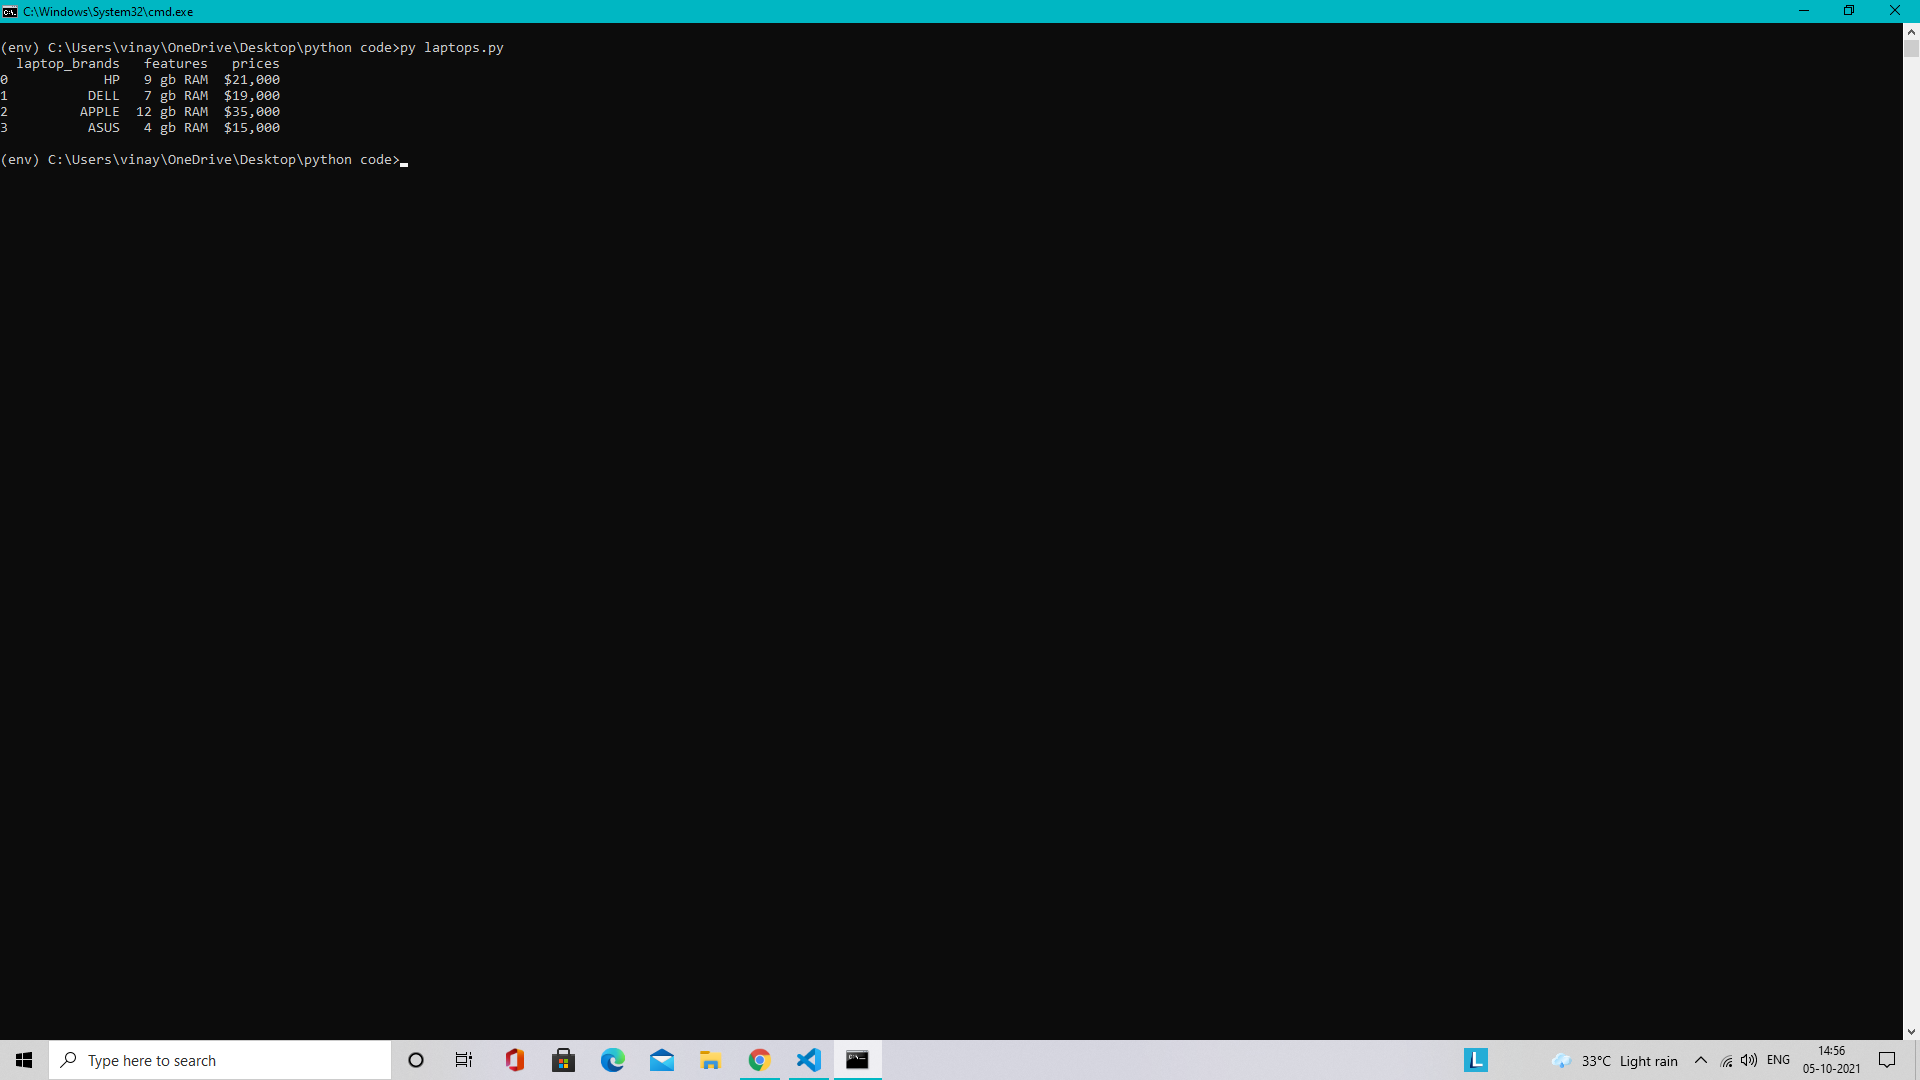 C:\Windows\System32\cmd.exe
(env) C:\Users\vinay\OneDrive\Desktop\python code>py laptops.py
  laptop_brands   features   prices
0            HP   9 gb RAM  $21,000
1          DELL   7 gb RAM  $19,000
2         APPLE  12 gb RAM  $35,000
3          ASUS   4 gb RAM  $15,000
(env) C:\Users\vinay\OneDrive\Desktop\python code>
Type here to search
L
33°C Light rain
ENG
14:56
05-10-2021